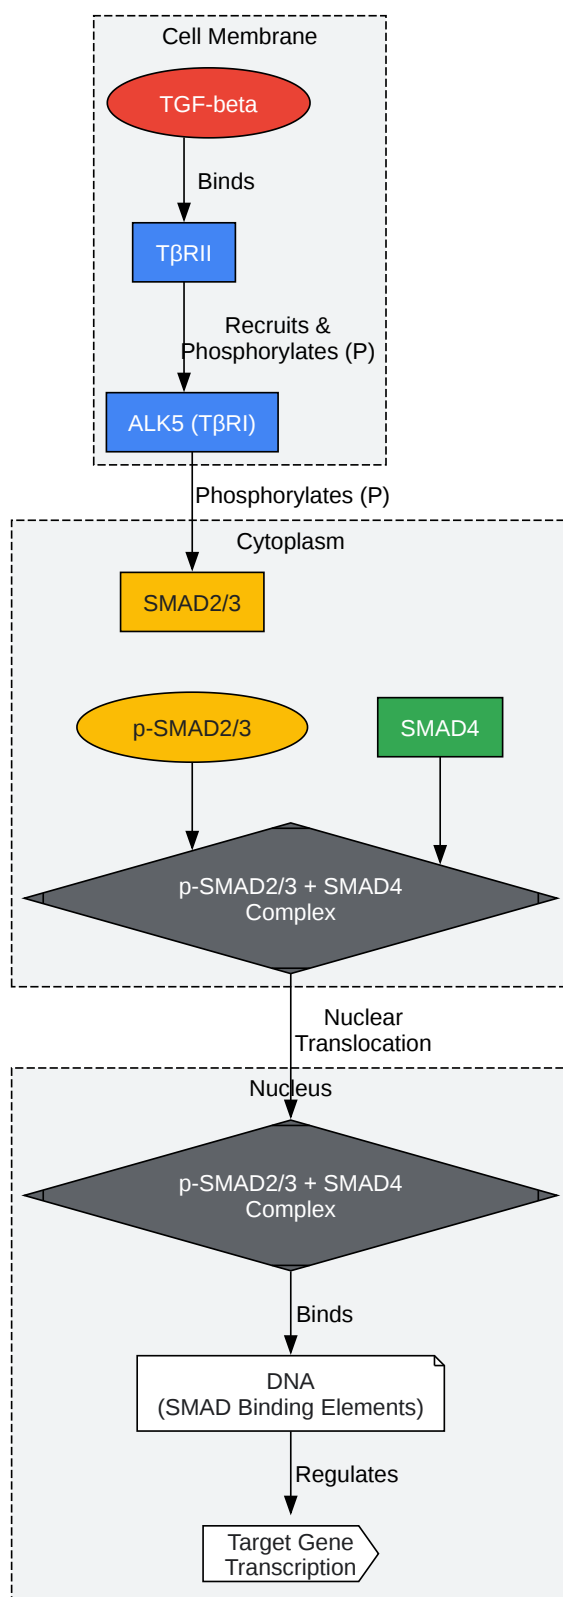 Cell Membrane
TGF-beta
Binds
TβRII
Recruits &
Phosphorylates (P)
ALK5 (TβRI)
Phosphorylates (P)
Cytoplasm
SMAD2/3
p-SMAD2/3
SMAD4
p-SMAD2/3 + SMAD4
Complex
Nuclear
Translocation
Nucleus
p-SMAD2/3 + SMAD4
Complex
Binds
DNA
(SMAD Binding Elements)
Regulates
Target Gene
Transcription